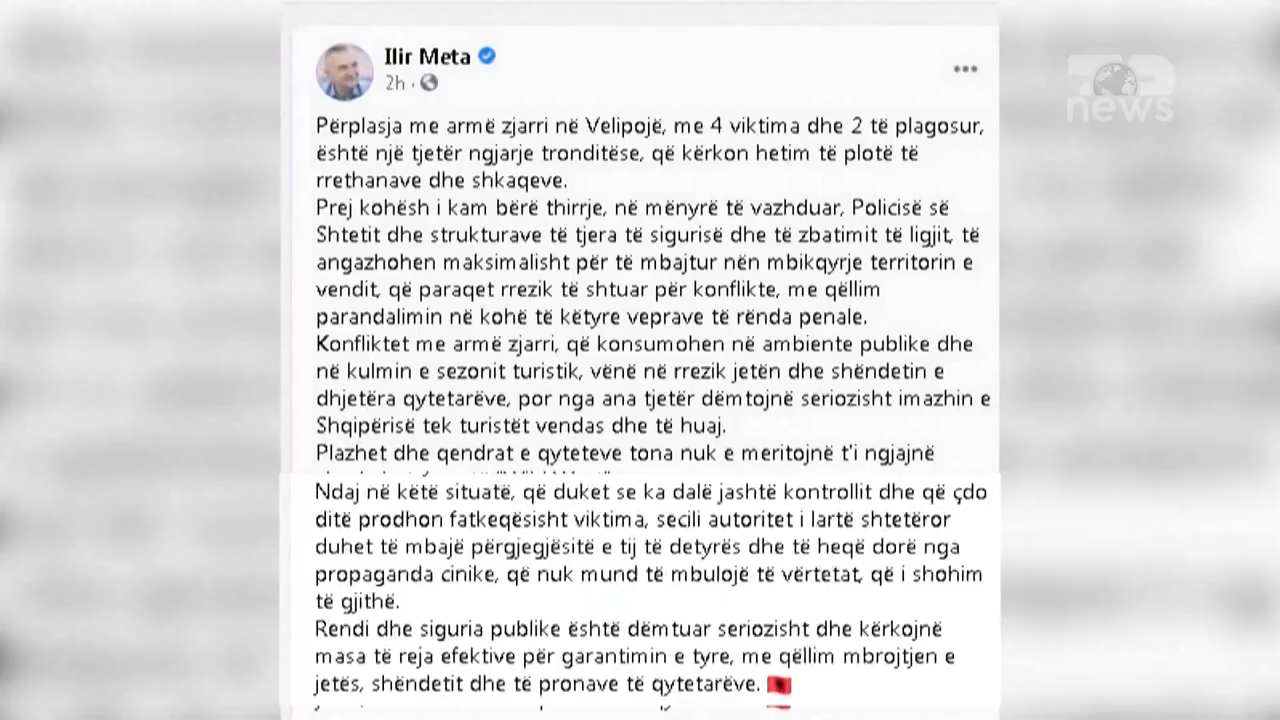 Ilir Meta
2h ·
news
Përplasja me armë zjarri në Velipojë, me 4 viktima dhe 2 të plagosur,
është një tjetër ngjarje tronditëse, që kërkon hetim të plotë të
rrethanave dhe shkaqeve.
Prej kohësh i kam bërë thirrje, në mënyrë të vazhduar, Policisë së
Shtetit dhe strukturave të tjera të sigurisë dhe të zbatimit të ligjit, të
angazhohen maksimalisht për të mbajtur nën mbikqyrje territorin e
vendit, që paraqet rrezik të shtuar për konflikte, me qëllim
parandalimin në kohë të këtyre veprave të rënda penale.
Konfliktet me armë zjarri, që konsumohen në ambiente publike dhe
në kulmin e sezonit turistik, vënë në rrezik jetën dhe shëndetin e
dhjetëra qytetarëve, por nga ana tjetër dëmtojnë seriozisht imazhin e
Shqipërisë tek turistët vendas dhe të huaj.
Plazhet dhe qendrat e qyteteve tona nuk e meritojnë t'i ngjajnë
Ndaj në këtë situatë, që duket se ka dalë jashtë kontrollit dhe që çdo
ditë prodhon fatkeqësisht viktima, secili autoritet i lartë shtetëror
duhet të mbajë përgjegjësitë e tij të detyrës dhe të heqë dorë nga
propaganda cinike, që nuk mund të mbulojë të vërtetat, që i shohim
të gjithë.
Rendi dhe siguria publike është dëmtuar seriozisht dhe kërkojnë
masa të reja efektive për garantimin e tyre, me qëllim mbrojtjen e
jetës, shëndetit dhe të pronave të qytetarëve.